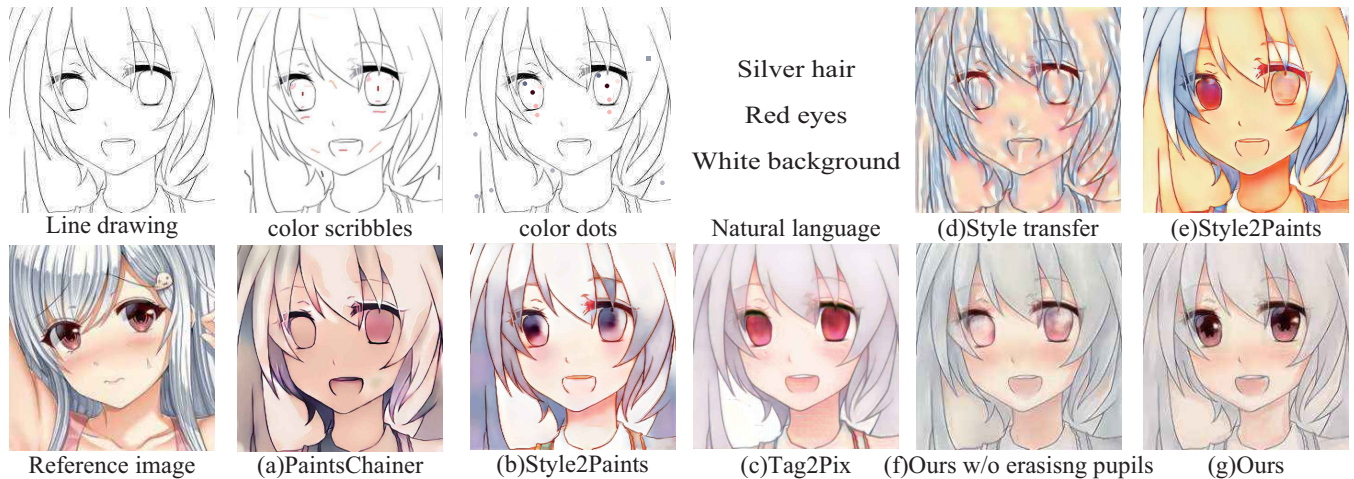 Silver hair
Red eyes
White background
Line drawing
color scribbles
color dots
Natural language
(d)Style transfer
(e)Style2Paints
Reference image
(a)PaintsChainer
(b)Style2Paints
(c)Tag2Pix
(f)Ours w/o erasisng pupils
(g)Ours